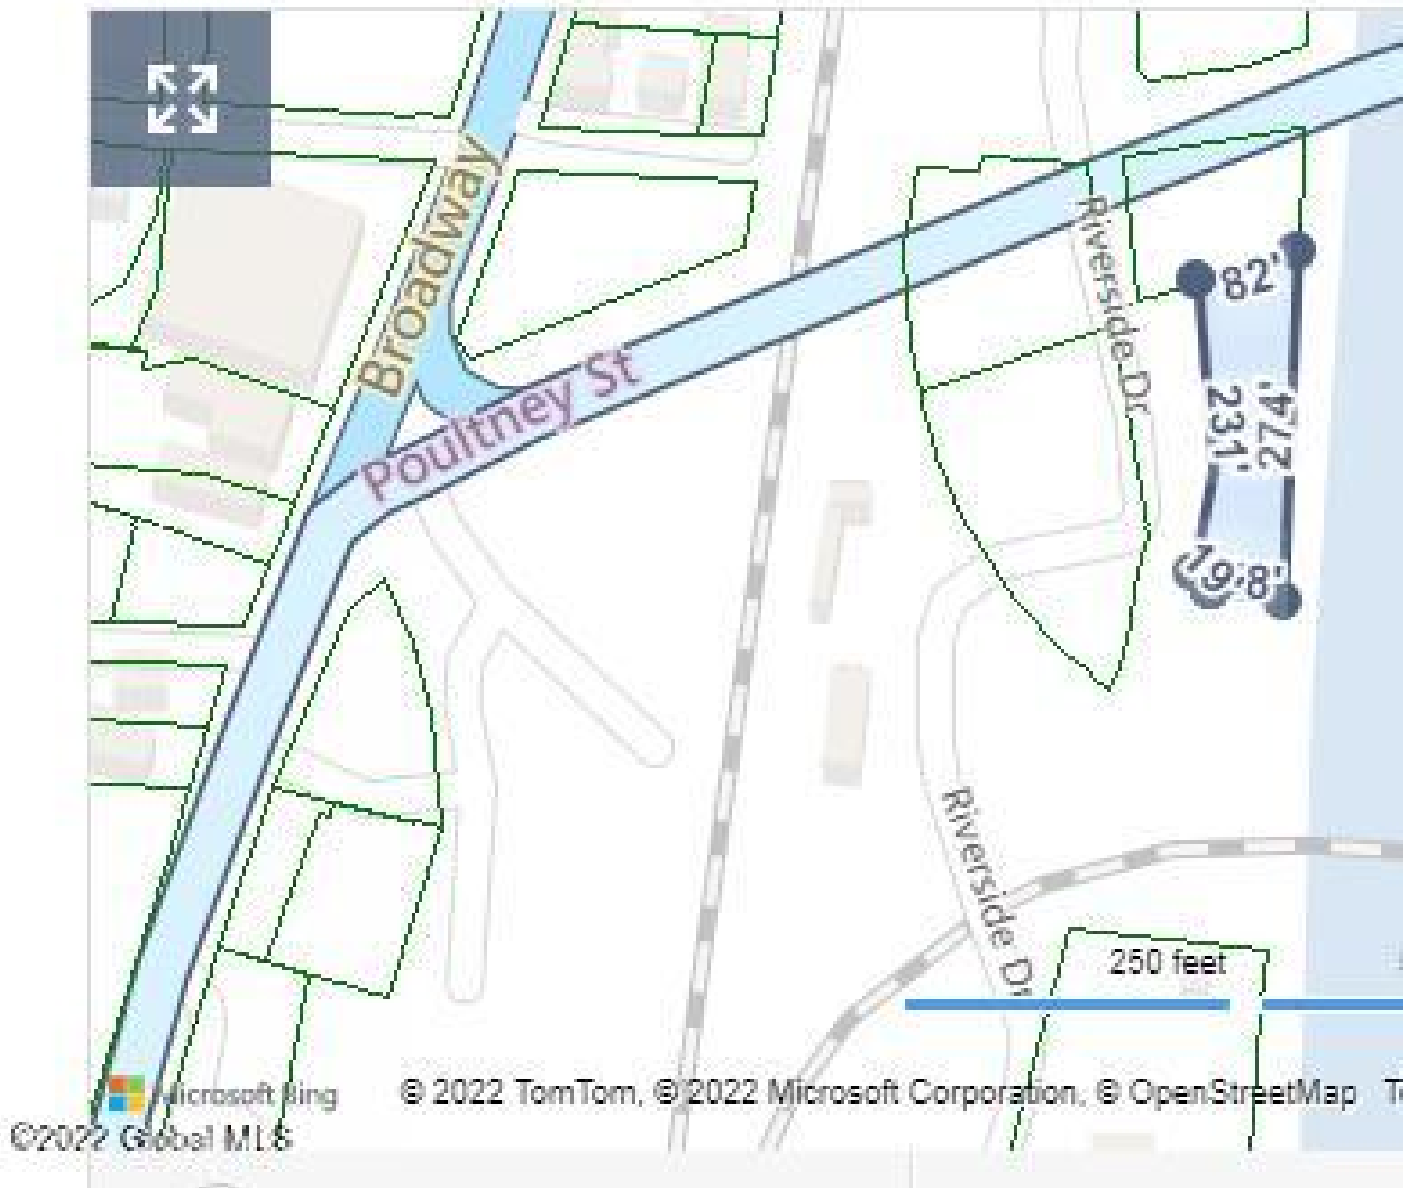 Broadway
Poultney St
Riverside Dr
82'
231'
274'
19' 8'
Riverside Dr
250 feet
Microsoft Bing
© 2022 TomTom, © 2022 Microsoft Corporation, © OpenStreetMap
©2022 Global MLS